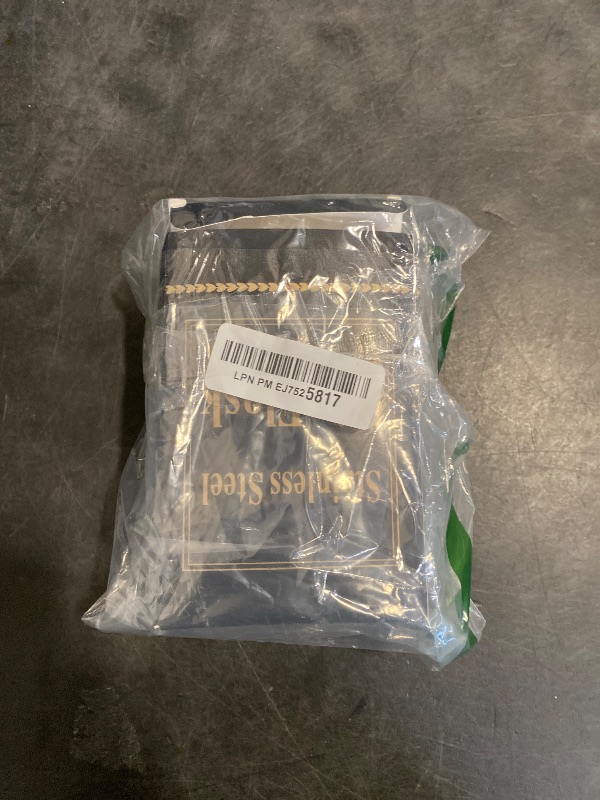 Stainless Steel
Flask
LPN PM EJ7525817